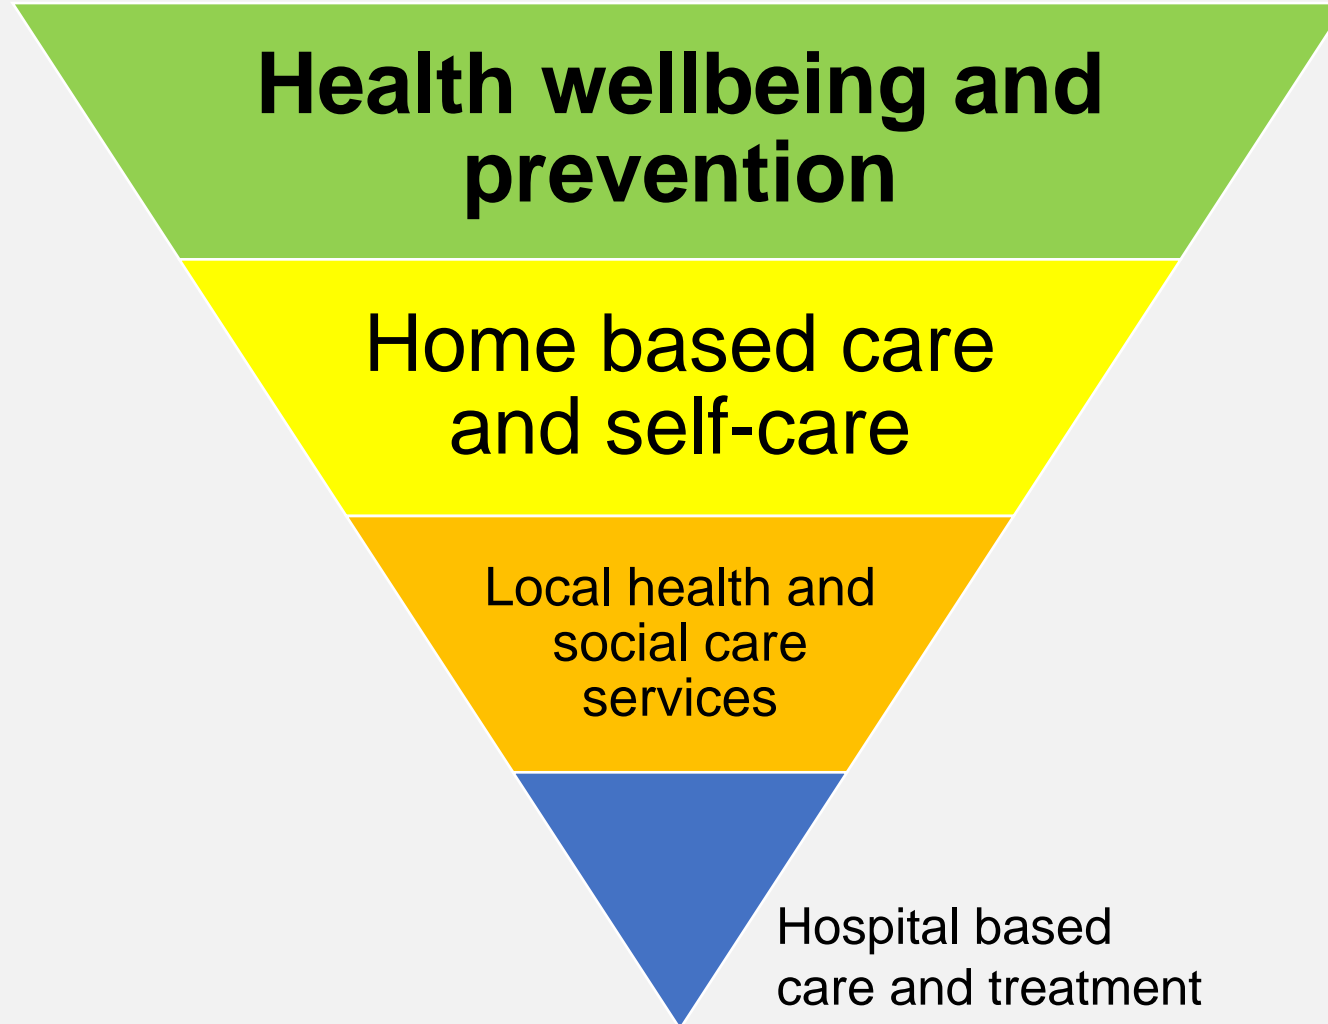 Health wellbeing and
prevention
Home based care
and self-care
Local health and
social care
services
Hospital based
care and treatment